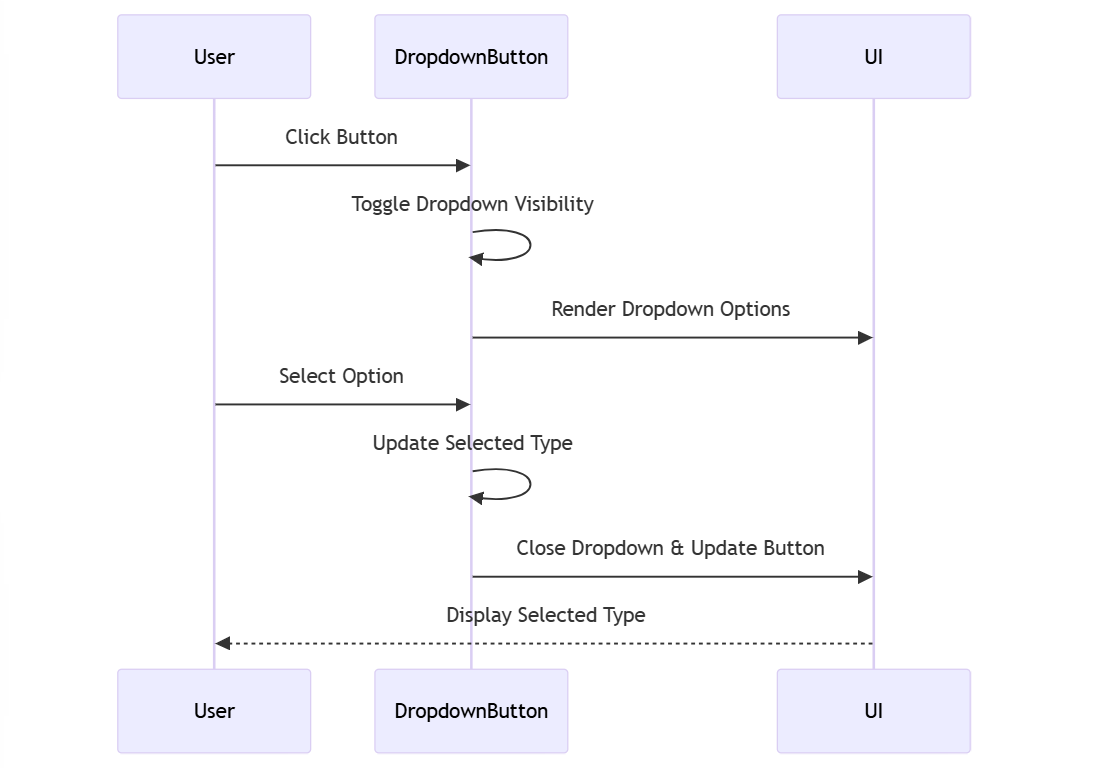 User
DropdownButton
UI
Click Button
Toggle Dropdown Visibility
Render Dropdown Options
Select Option
Update Selected Type
Close Dropdown & Update Button
Display Selected Type
User
DropdownButton
UI